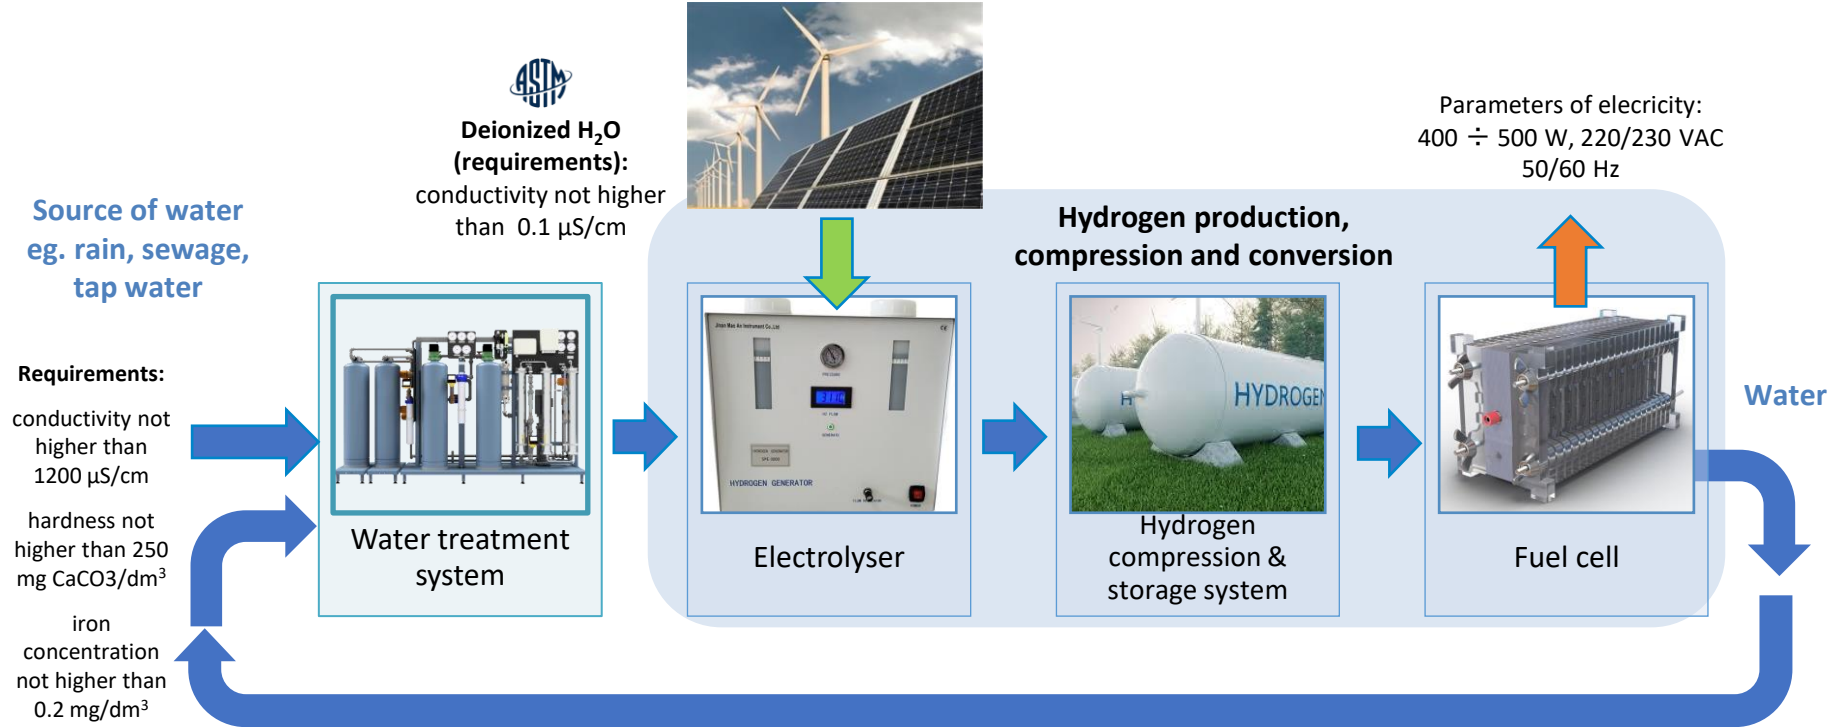 ASTM
Deionized H₂O
(requirements):
conductivity not higher
than 0.1 µS/cm
Parameters of elecricity:
400 ÷ 500 W, 220/230 VAC
50/60 Hz
Source of water
eg. rain, sewage,
tap water
Hydrogen production,
compression and conversion
Requirements:
conductivity not
higher than
1200 µS/cm
hardness not
higher than 250
mg CaCO3/dm³
iron
concentration
not higher than
0.2 mg/dm³
Water treatment
system
PRESSURE
HYDROGEN GENERATOR
POWER
Electrolyser
HYDROGEN
H
Hydrogen
compression &
storage system
Fuel cell
Water